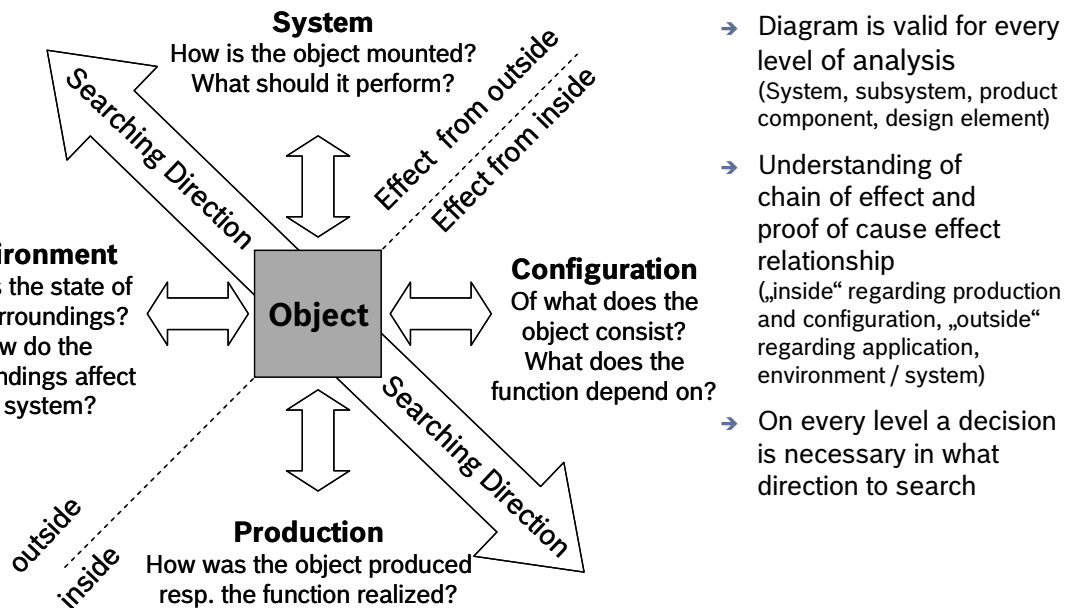 System
How is the object mounted?
What should it perform?
Searching Direction
Effect from outside
Effect from inside
ironment
s the state of
rroundings?
w do the
ndings affect
system?
Object
Configuration
Of what does the
object consist?
What does the
function depend on?
Searching Direction
outside
inside
Production
How was the object produced
resp. the function realized?
➔ Diagram is valid for every
level of analysis
(System, subsystem, product
component, design element)
➔ Understanding of
chain of effect and
proof of cause effect
relationship
(„inside“ regarding production
and configuration, „outside“
regarding application,
environment / system)
➔ On every level a decision
is necessary in what
direction to search